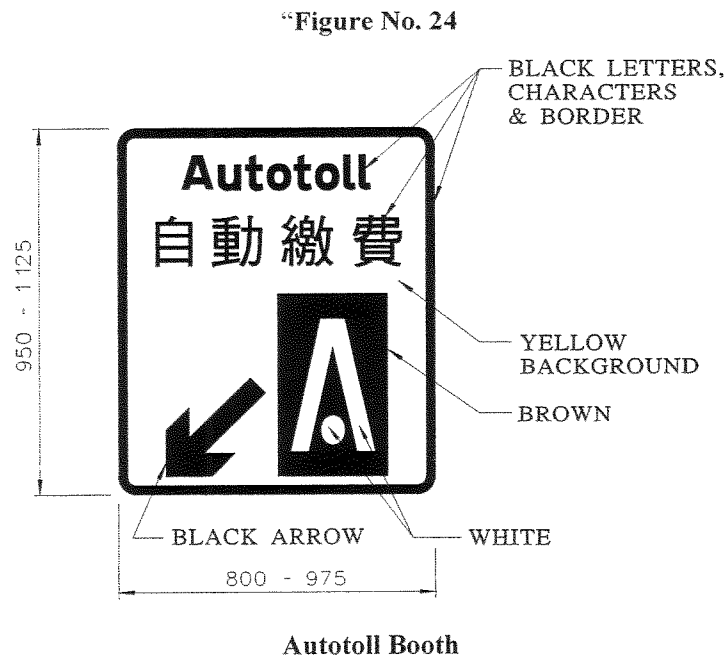 “Figure No. 24
BLACK LETTERS,
CHARACTERS
& BORDER
Autotoll
自動繳費
950 - 1125
YELLOW
BACKGROUND
BROWN
BLACK ARROW
WHITE
800 - 975
Autotoll Booth